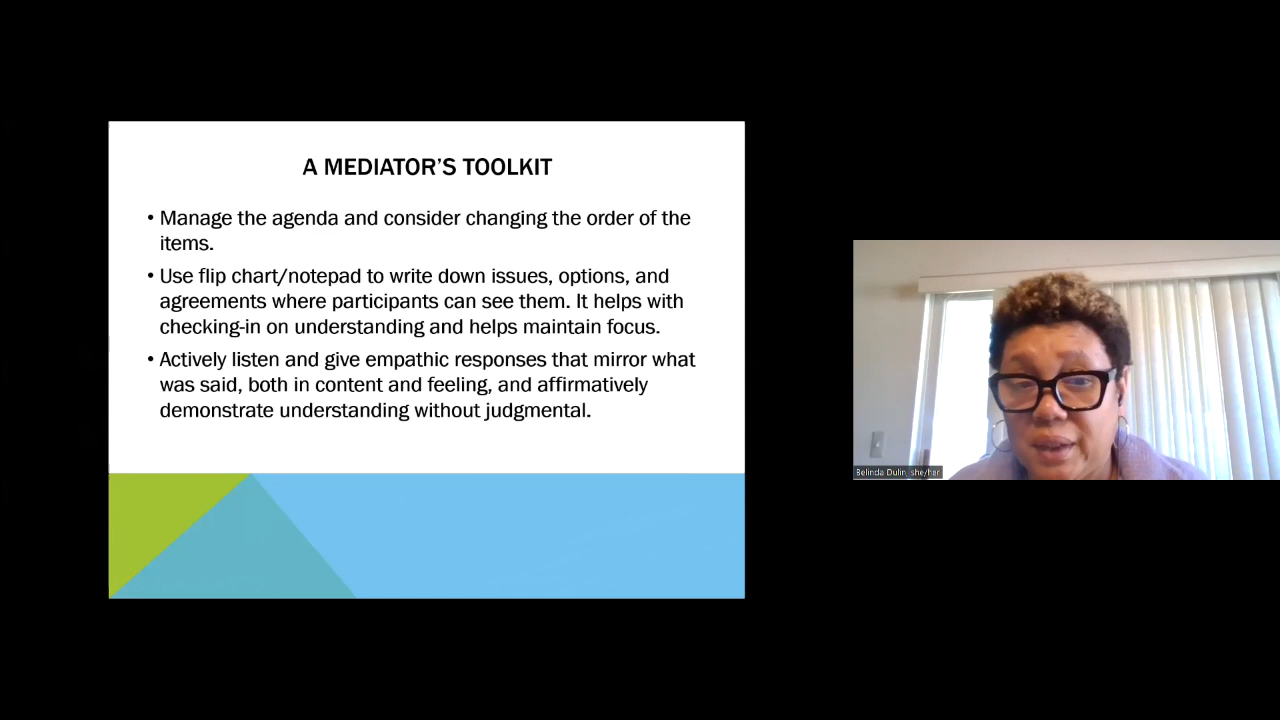 A MEDIATOR'S TOOLKIT
• Manage the agenda and consider changing the order of the
items.
• Use flip chart/notepad to write down issues, options, and
agreements where participants can see them. It helps with
checking-in on understanding and helps maintain focus.
• Actively listen and give empathic responses that mirror what
was said, both in content and feeling, and affirmatively
demonstrate understanding without judgmental.
Belinda Dulin, she/her